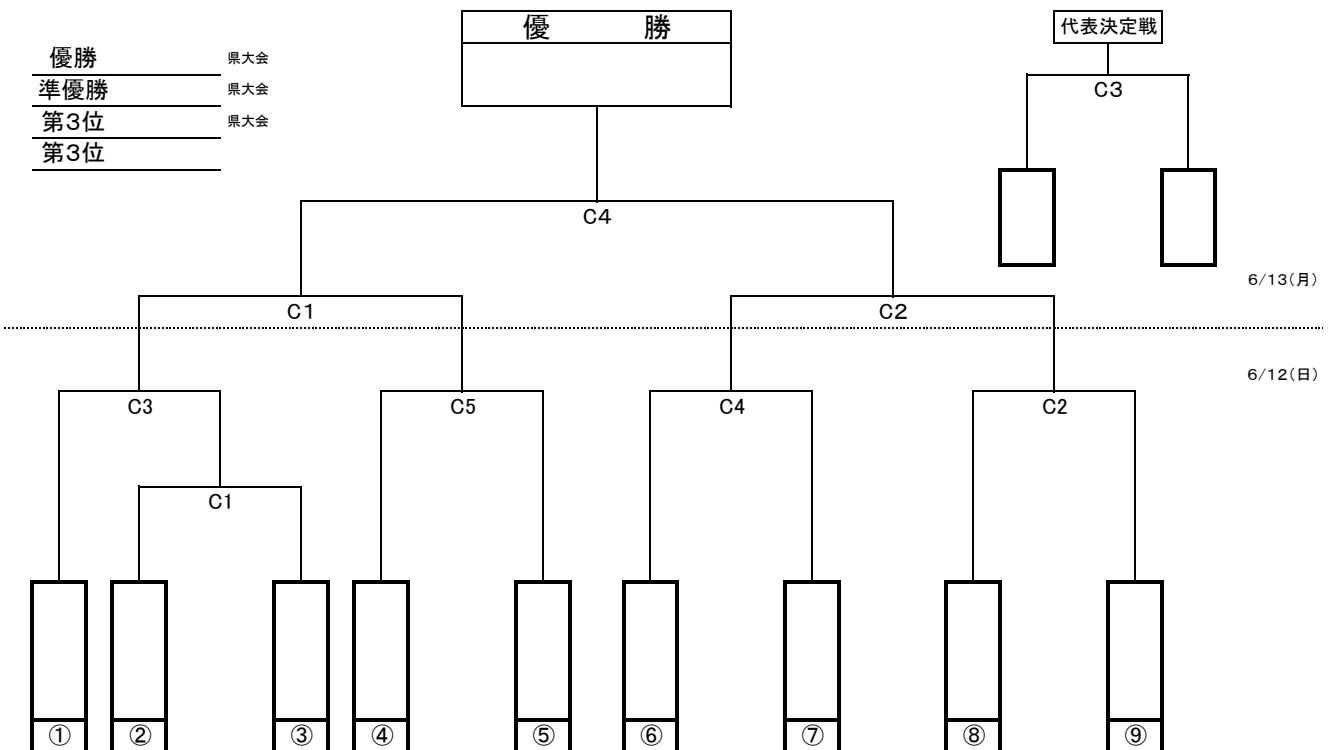 優　　勝
代表決定戦
優勝 県大会
準優勝 県大会
第3位 県大会
第3位
C3
C4
6/13(月)
C1 C2
6/12(日)
C3 C5 C4 C2
C1
① ② ③ ④ ⑤ ⑥ ⑦ ⑧ ⑨